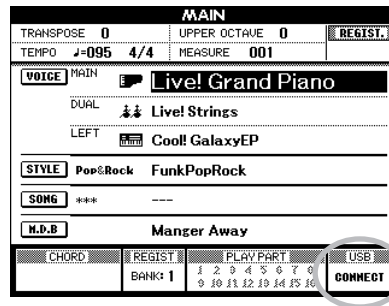 MAIN
TRANSPOSE 0 UPPER OCTAVE 0 REGIST.
TEMPO ♩=095 4/4 MEASURE 001
VOICE MAIN Live! Grand Piano
DUAL Live! Strings
LEFT Cool! GalaxyEP
STYLE Pop&Rock FunkPopRock
SONG *** ---
M.D.B Manger Away
CHORD REGIST PLAY PART USB
BANK: 1 1 2 3 4 5 6 7 8 CONNECT
9 10 11 12 13 14 15 16